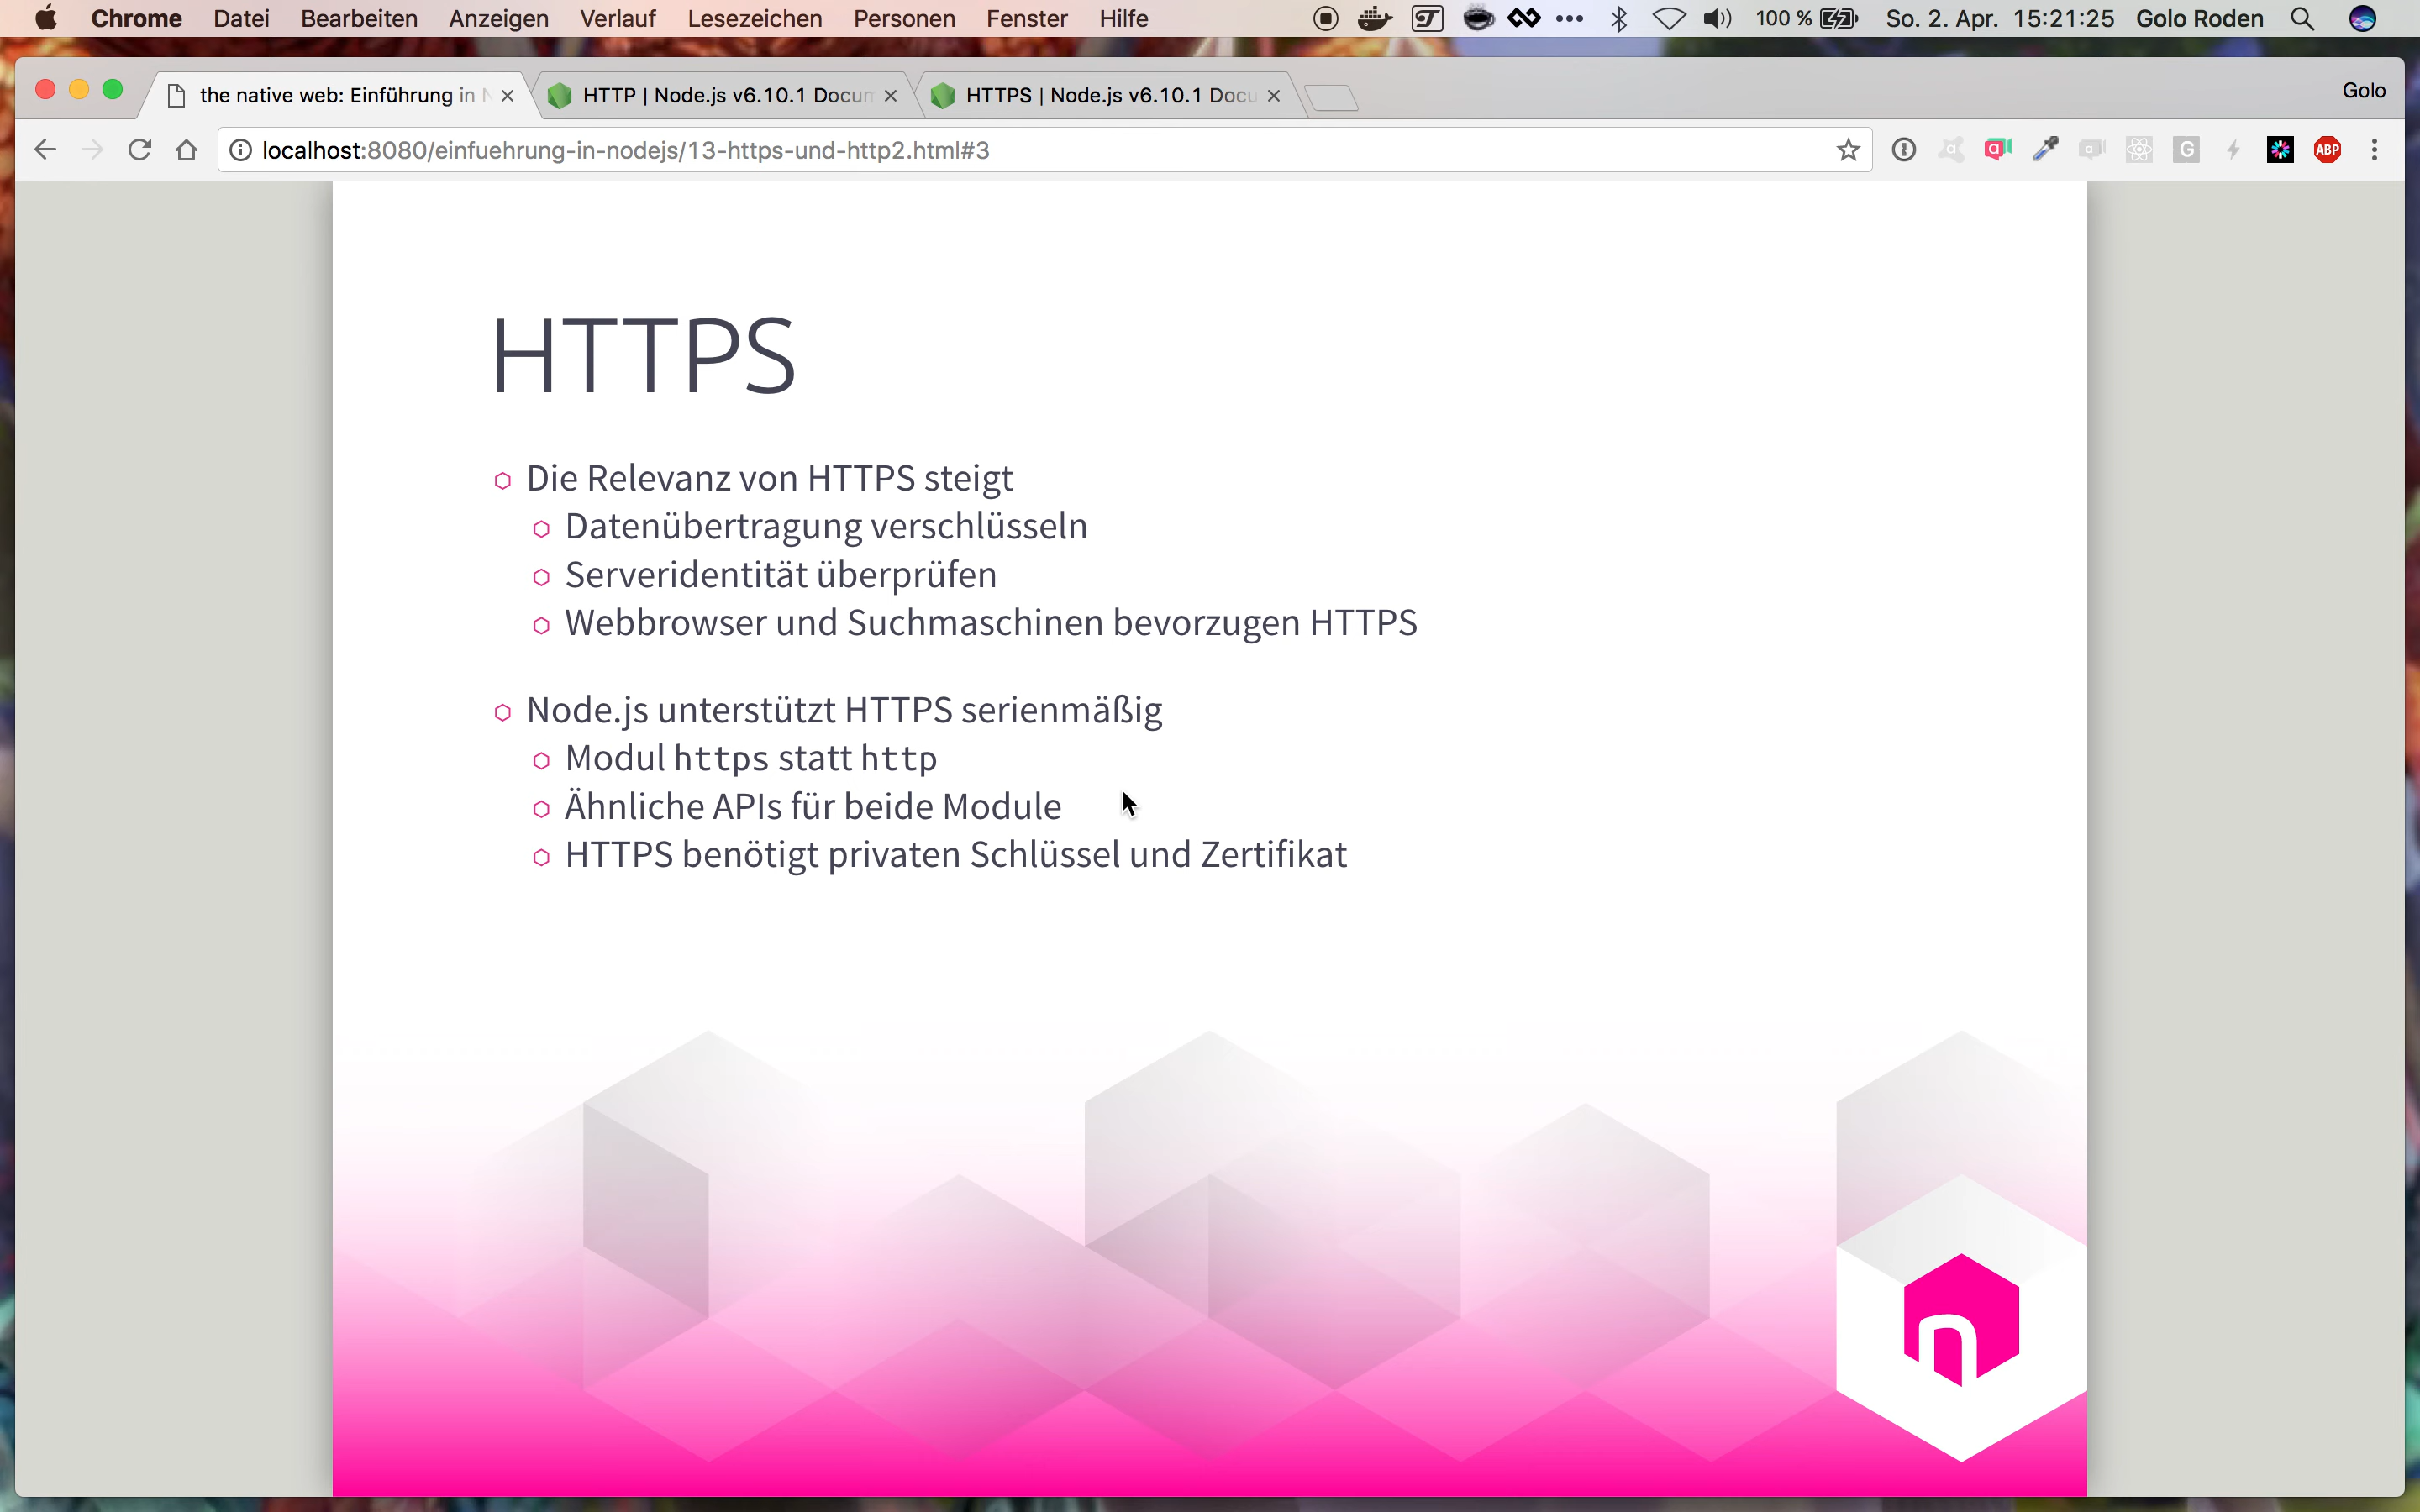 Chrome Datei Bearbeiten Anzeigen Verlauf Lesezeichen Personen Fenster Hilfe 100 % So. 2. Apr. 15:21:25 Golo Roden
the native web: Einführung in HTTP | Node.js v6.10.1 Docum HTTPS | Node.js v6.10.1 Docu Golo
localhost:8080/einfuehrung-in-nodejs/13-https-und-http2.html#3 ABP
HTTPS
Die Relevanz von HTTPS steigt
Datenübertragung verschlüsseln
Serveridentität überprüfen
Webbrowser und Suchmaschinen bevorzugen HTTPS
Node.js unterstützt HTTPS serienmäßig
Modul https statt http
Ähnliche APIs für beide Module
HTTPS benötigt privaten Schlüssel und Zertifikat
n